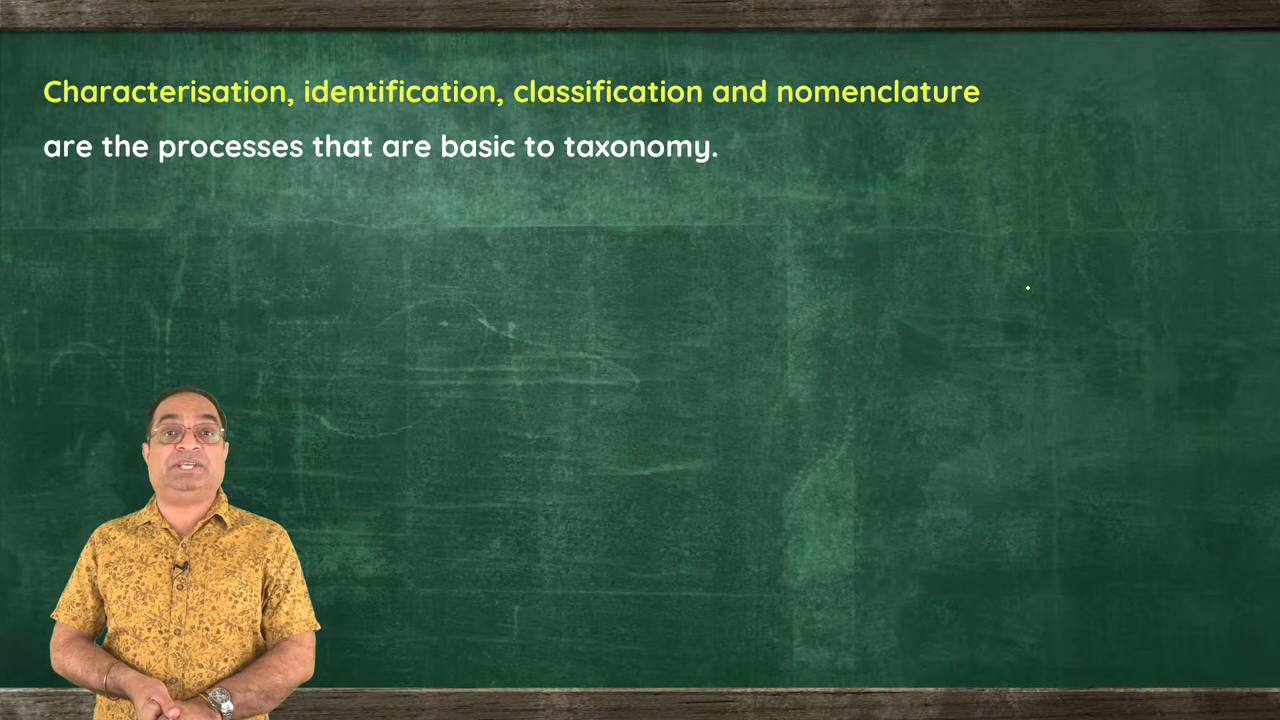 Characterisation, identification, classification and nomenclature
are the processes that are basic to taxonomy.